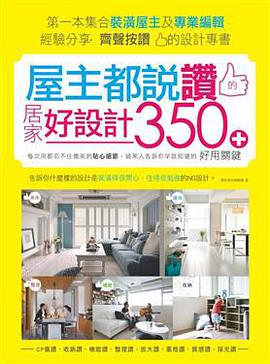 第一本集合裝潢屋主及專業編輯
經驗分享‧齊聲按讚 的設計專書
屋主都說讚的
居家好設計350+
每次用都忍不住微笑的貼心細節，過來人告訴你早該知道的 好用關鍵
告訴你什麼樣的設計是裝潢得很開心，住得很勉強的NG設計。
收納
CP值讚、收納讚、機能讚、整理讚、放大讚、風格讚、質感讚、採光讚